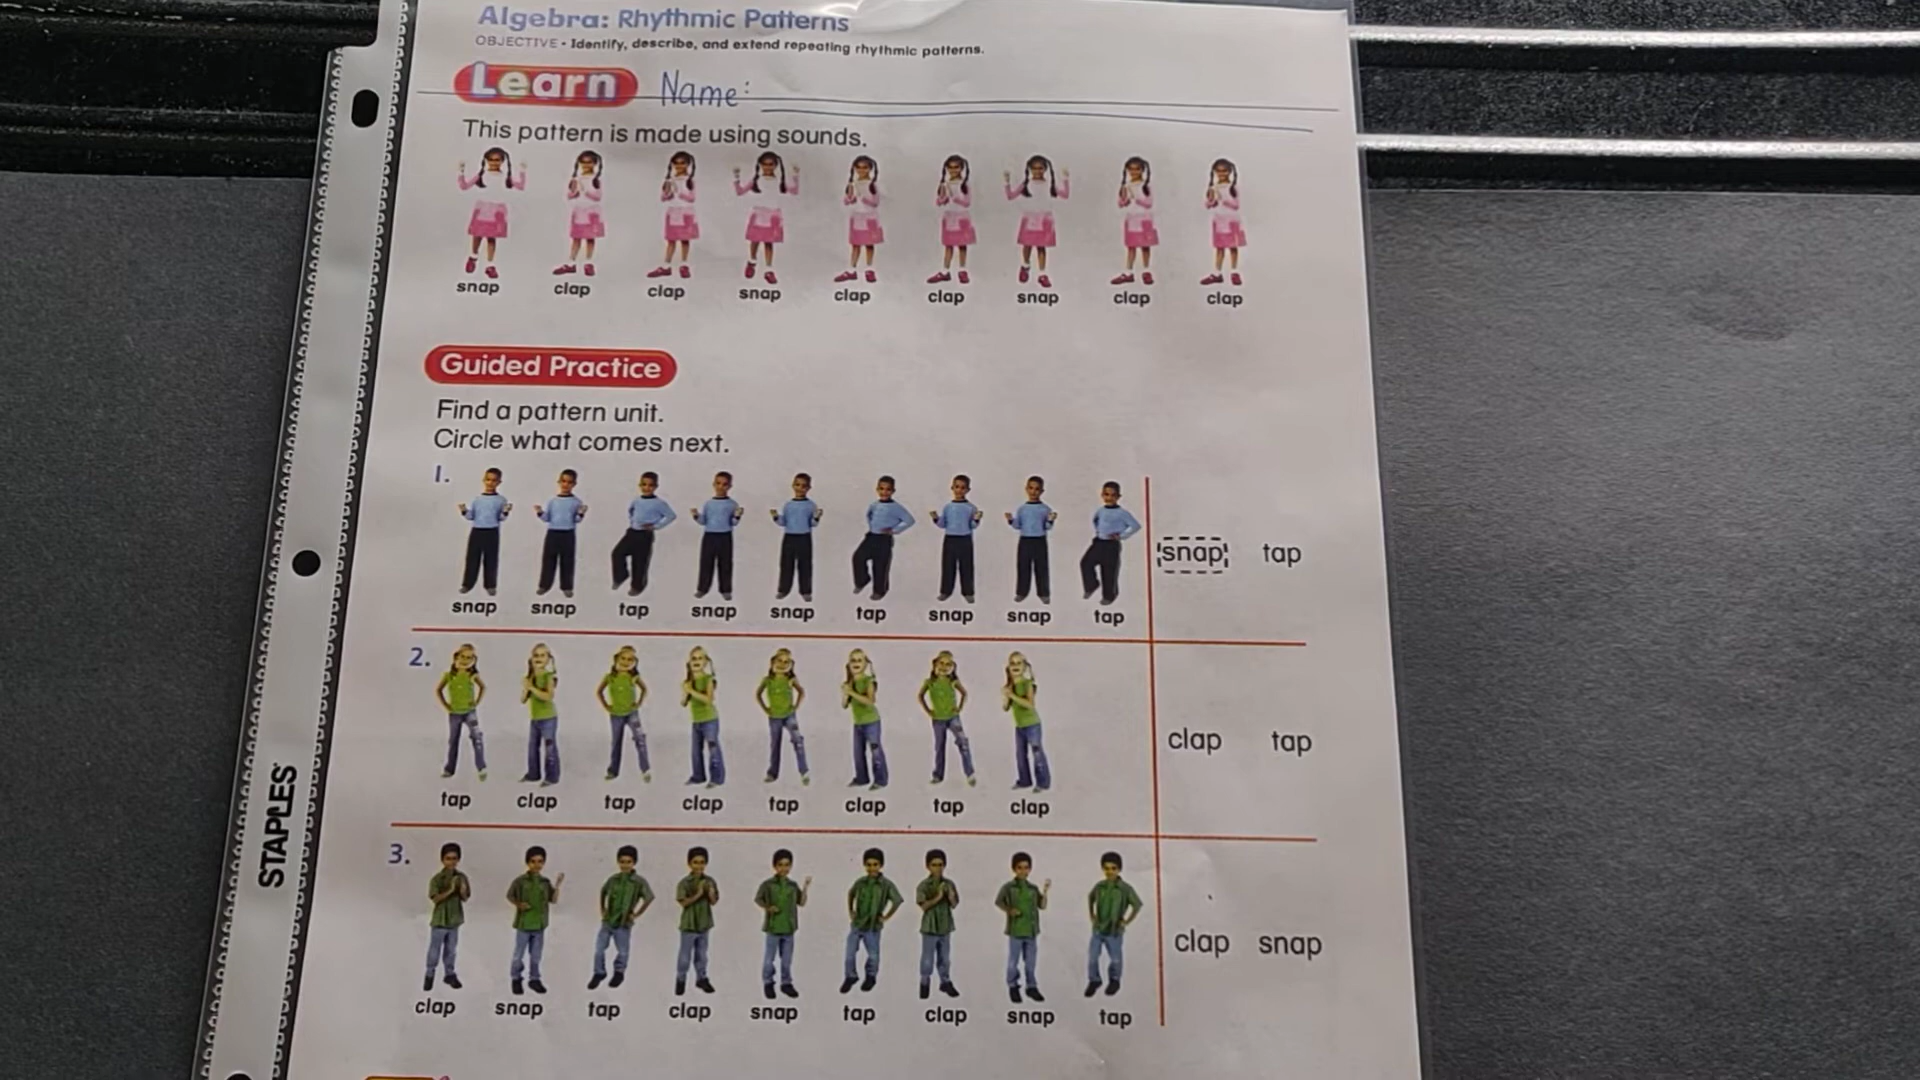 Algebra: Rhythmic Patterns
OBJECTIVE • Identify, describe, and extend repeating rhythmic patterns.
Learn Name:
This pattern is made using sounds.
snap clap clap snap clap clap snap clap clap
Guided Practice
Find a pattern unit.
Circle what comes next.
1.
snap tap
snap snap tap snap snap tap snap snap tap
2.
clap tap
tap clap tap clap tap clap tap clap
3.
clap snap
clap snap tap clap snap tap clap snap tap
STAPLES